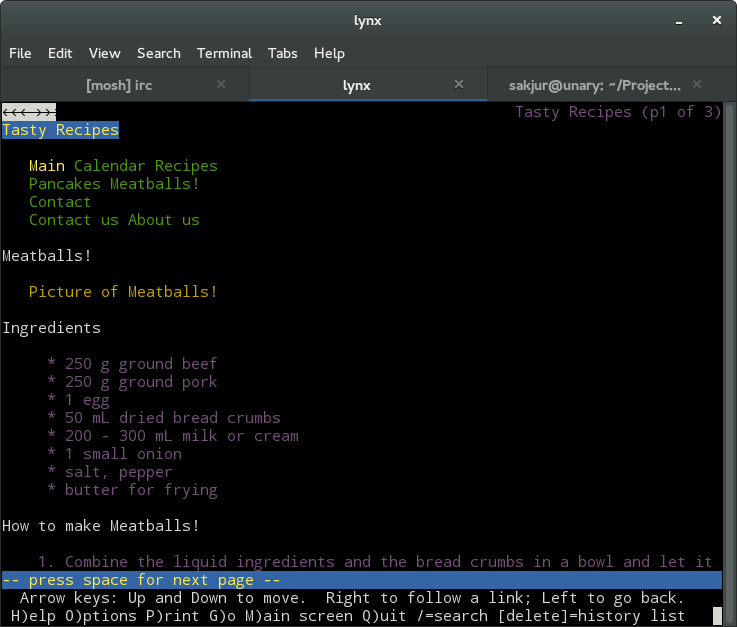 lynx
File Edit View Search Terminal Tabs Help
[mosh] irc × lynx × sakjur@unary: ~/Project... ×
<<< >> Tasty Recipes (p1 of 3)
Tasty Recipes
Main Calendar Recipes
Pancakes Meatballs!
Contact
Contact us About us
Meatballs!
Picture of Meatballs!
Ingredients
* 250 g ground beef
* 250 g ground pork
* 1 egg
* 50 mL dried bread crumbs
* 200 - 300 mL milk or cream
* 1 small onion
* salt, pepper
* butter for frying
How to make Meatballs!
1. Combine the liquid ingredients and the bread crumbs in a bowl and let it
-- press space for next page --
Arrow keys: Up and Down to move. Right to follow a link; Left to go back.
H)elp O)ptions P)rint G)o M)ain screen Q)uit /=search [delete]=history list